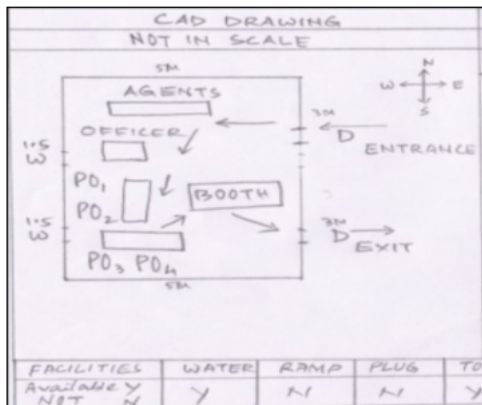 CAD DRAWING
NOT IN SCALE
5M
N
W E
S
AGENTS
3M
D
ENTRANCE
OFFICER
1.5
W
PO1
PO2
BOOTH
1.5
W
3M
D
EXIT
PO3 PO4
5M
FACILITIES WATER RAMP PLUG TO
Available Y
NOT N
Y N N Y